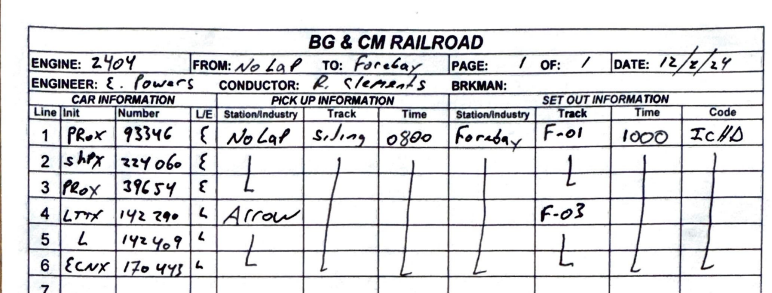 BG & CM RAILROAD
ENGINE: 2404 FROM: No Lap TO: Forebay PAGE: 1 OF: 1 DATE: 12/2/24
ENGINEER: E. Powers CONDUCTOR: R. Clements BRKMAN:
CAR INFORMATION PICK UP INFORMATION SET OUT INFORMATION
Line Init Number L/E Station/Industry Track Time Station/Industry Track Time Code
1 PROX 93346 E No Lap Siding 0800 Forebay F-01 1000 ICHD
2 SHPX 224060 E
3 PROX 39654 E
4 LTTX 142290 L Arrow F-03
5 142409 L
6 ECNX 170443 L
7